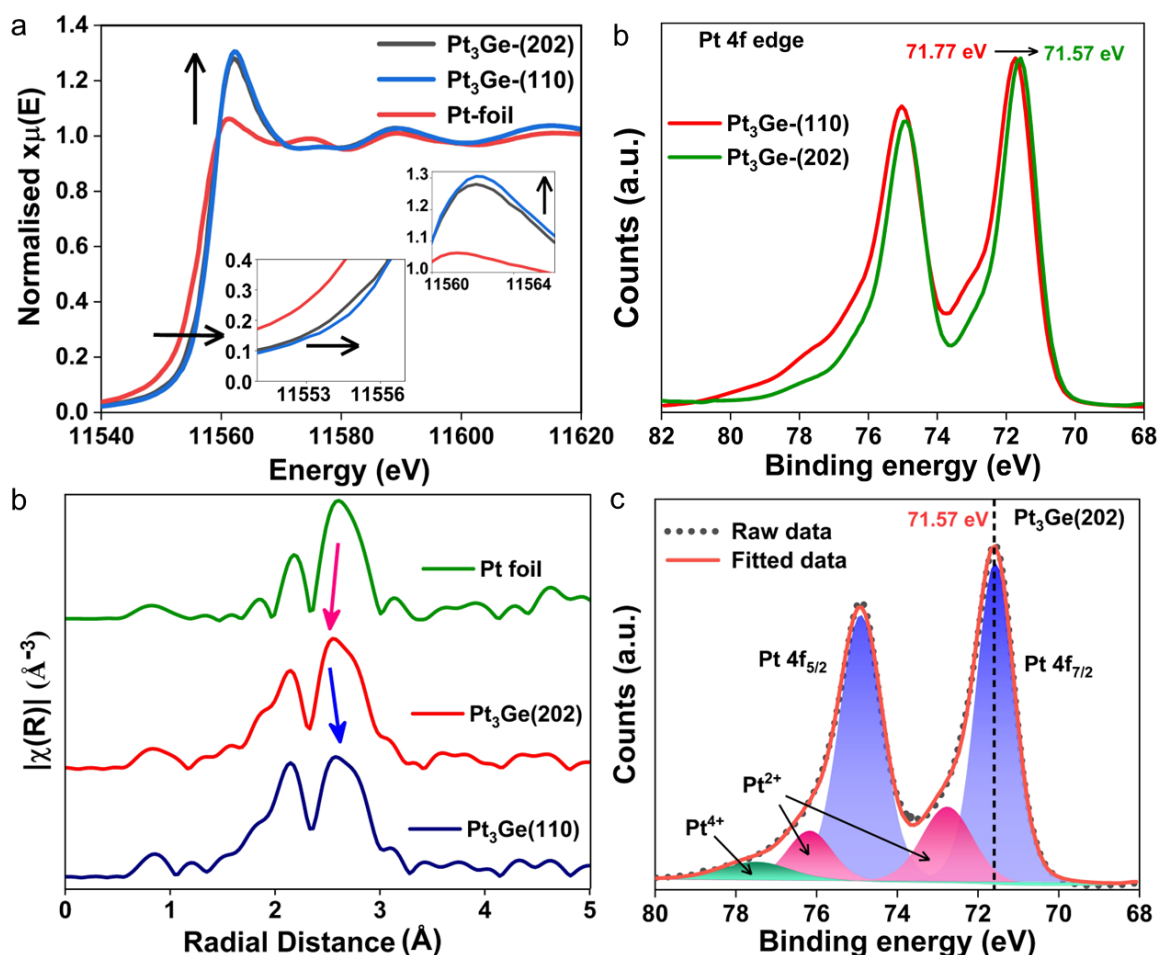 a
1.4
1.2
1.0
0.8
0.6
0.4
0.2
0.0
Normalised xμ(E)
Pt₃Ge-(202)
Pt₃Ge-(110)
Pt-foil
1.3
1.2
1.1
1.0
11560 11564
0.4
0.3
0.2
0.1
0.0
11553 11556
11540 11560 11580 11600 11620
Energy (eV)
b
Pt 4f edge
71.77 eV 71.57 eV
Pt₃Ge-(110)
Pt₃Ge-(202)
Counts (a.u.)
82 80 78 76 74 72 70 68
Binding energy (eV)
b
Pt foil
Pt₃Ge(202)
Pt₃Ge(110)
|χ(R)| (Å⁻³)
0 1 2 3 4 5
Radial Distance (Å)
c
71.57 eV
Pt₃Ge(202)
Raw data
Fitted data
Pt 4f₅/₂
Pt 4f₇/₂
Pt²⁺
Pt⁴⁺
Counts (a.u.)
80 78 76 74 72 70 68
Binding energy (eV)